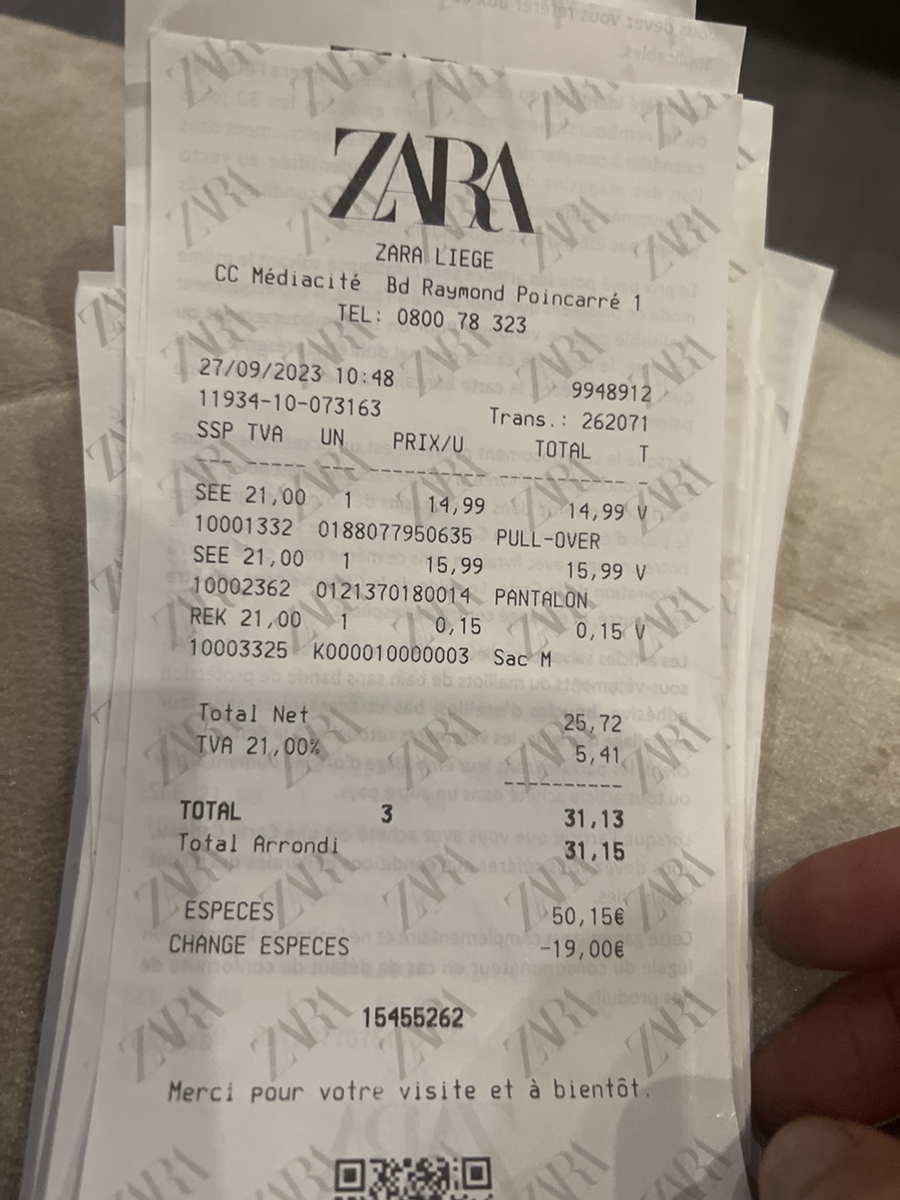 ZARA
ZARA LIEGE
CC Médiacité Bd Raymond Poincarré 1
TEL: 0800 78 323
27/09/2023 10:48 9948912
11934-10-073163 Trans.: 262071
SSP TVA UN PRIX/U TOTAL T
SEE 21,00 1 14,99 14,99 V
10001332 0188077950635 PULL-OVER
SEE 21,00 1 15,99 15,99 V
10002362 0121370180014 PANTALON
REK 21,00 1 0,15 0,15 V
10003325 K000010000003 Sac M
Total Net 25,72
TVA 21,00% 5,41
TOTAL 3 31,13
Total Arrondi 31,15
ESPECES 50,15€
CHANGE ESPECES -19,00€
15455262
Merci pour votre visite et à bientôt.